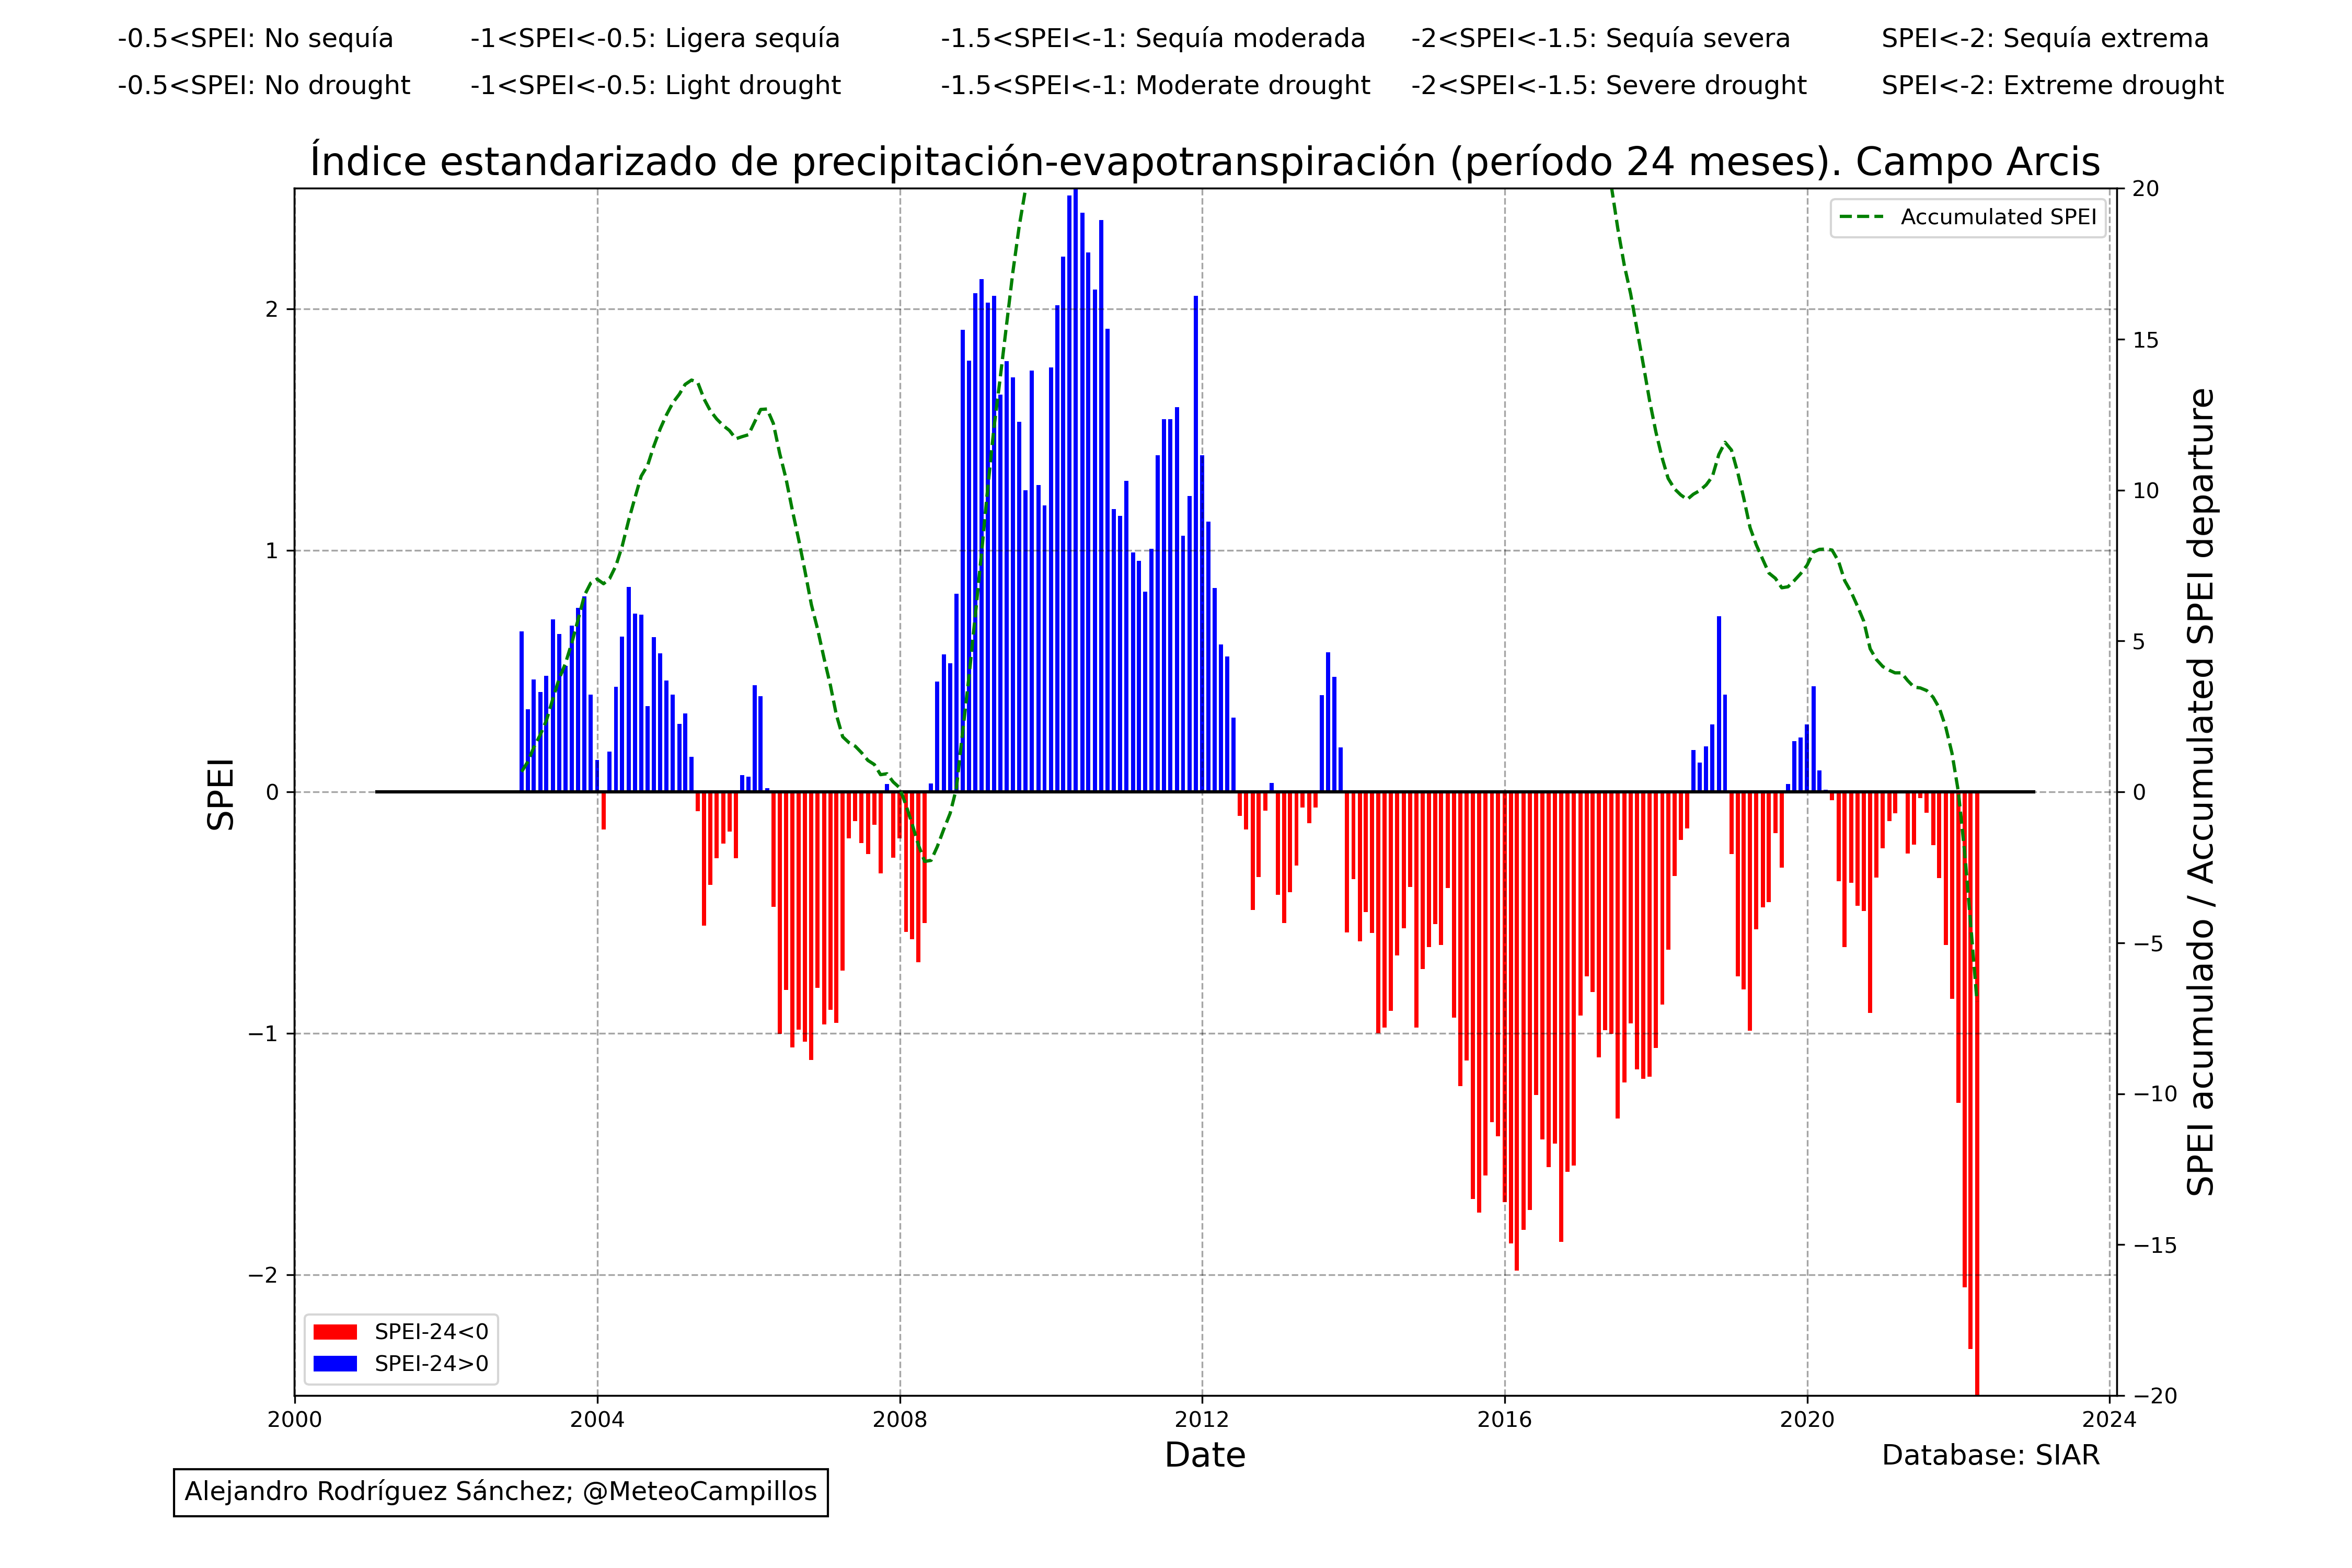 -0.5<SPEI: No sequía -1<SPEI<-0.5: Ligera sequía -1.5<SPEI<-1: Sequía moderada -2<SPEI<-1.5: Sequía severa SPEI<-2: Sequía extrema
-0.5<SPEI: No drought -1<SPEI<-0.5: Light drought -1.5<SPEI<-1: Moderate drought -2<SPEI<-1.5: Severe drought SPEI<-2: Extreme drought
Índice estandarizado de precipitación-evapotranspiración (período 24 meses). Campo Arcis
Accumulated SPEI
SPEI
2
1
0
−1
−2
20
15
10
5
0
−5
−10
−15
−20
SPEI acumulado / Accumulated SPEI departure
SPEI-24<0
SPEI-24>0
2000 2004 2008 2012 2016 2020 2024
Date
Database: SIAR
Alejandro Rodríguez Sánchez; @MeteoCampillos